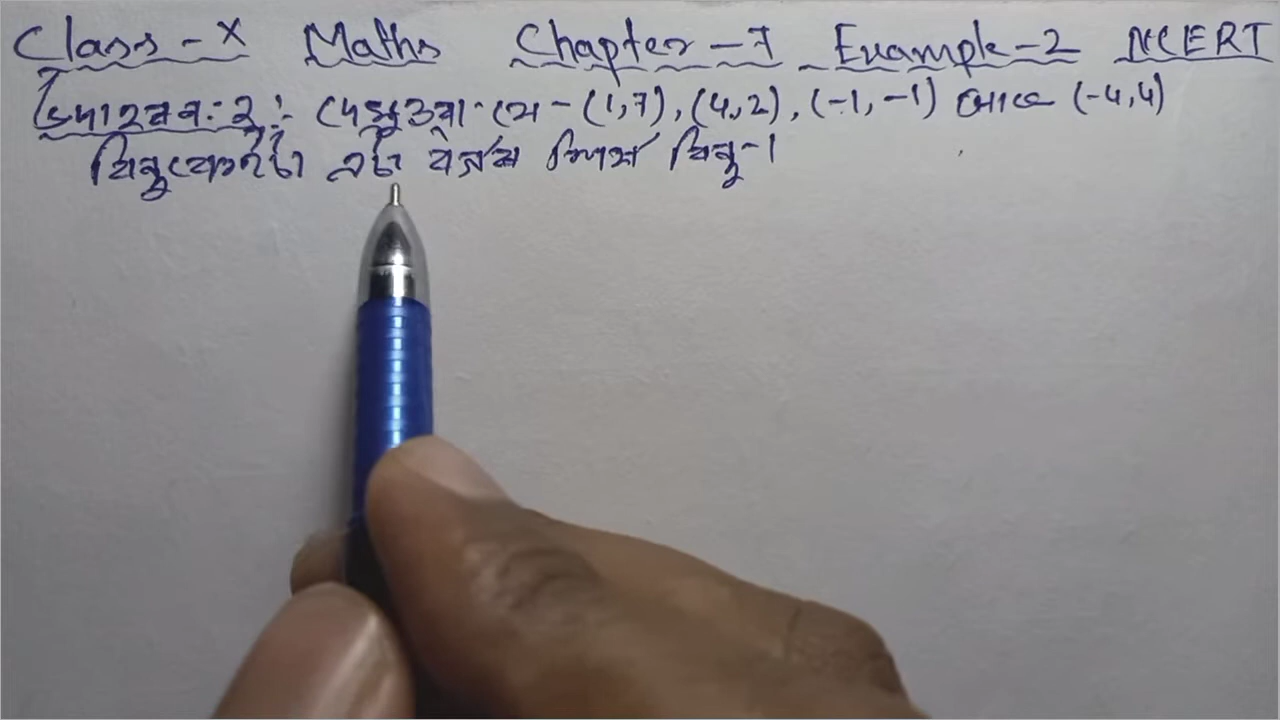 Class - X Maths Chapter - 7 Example - 2 NCERT
উদাহৰণ: 2 :- দেখুওৱা যে - (1,7), (4,2), (-1,-1) আৰু (-4,4)
বিন্দুকেইটা এটা বৰ্গৰ শীৰ্ষ বিন্দু ।